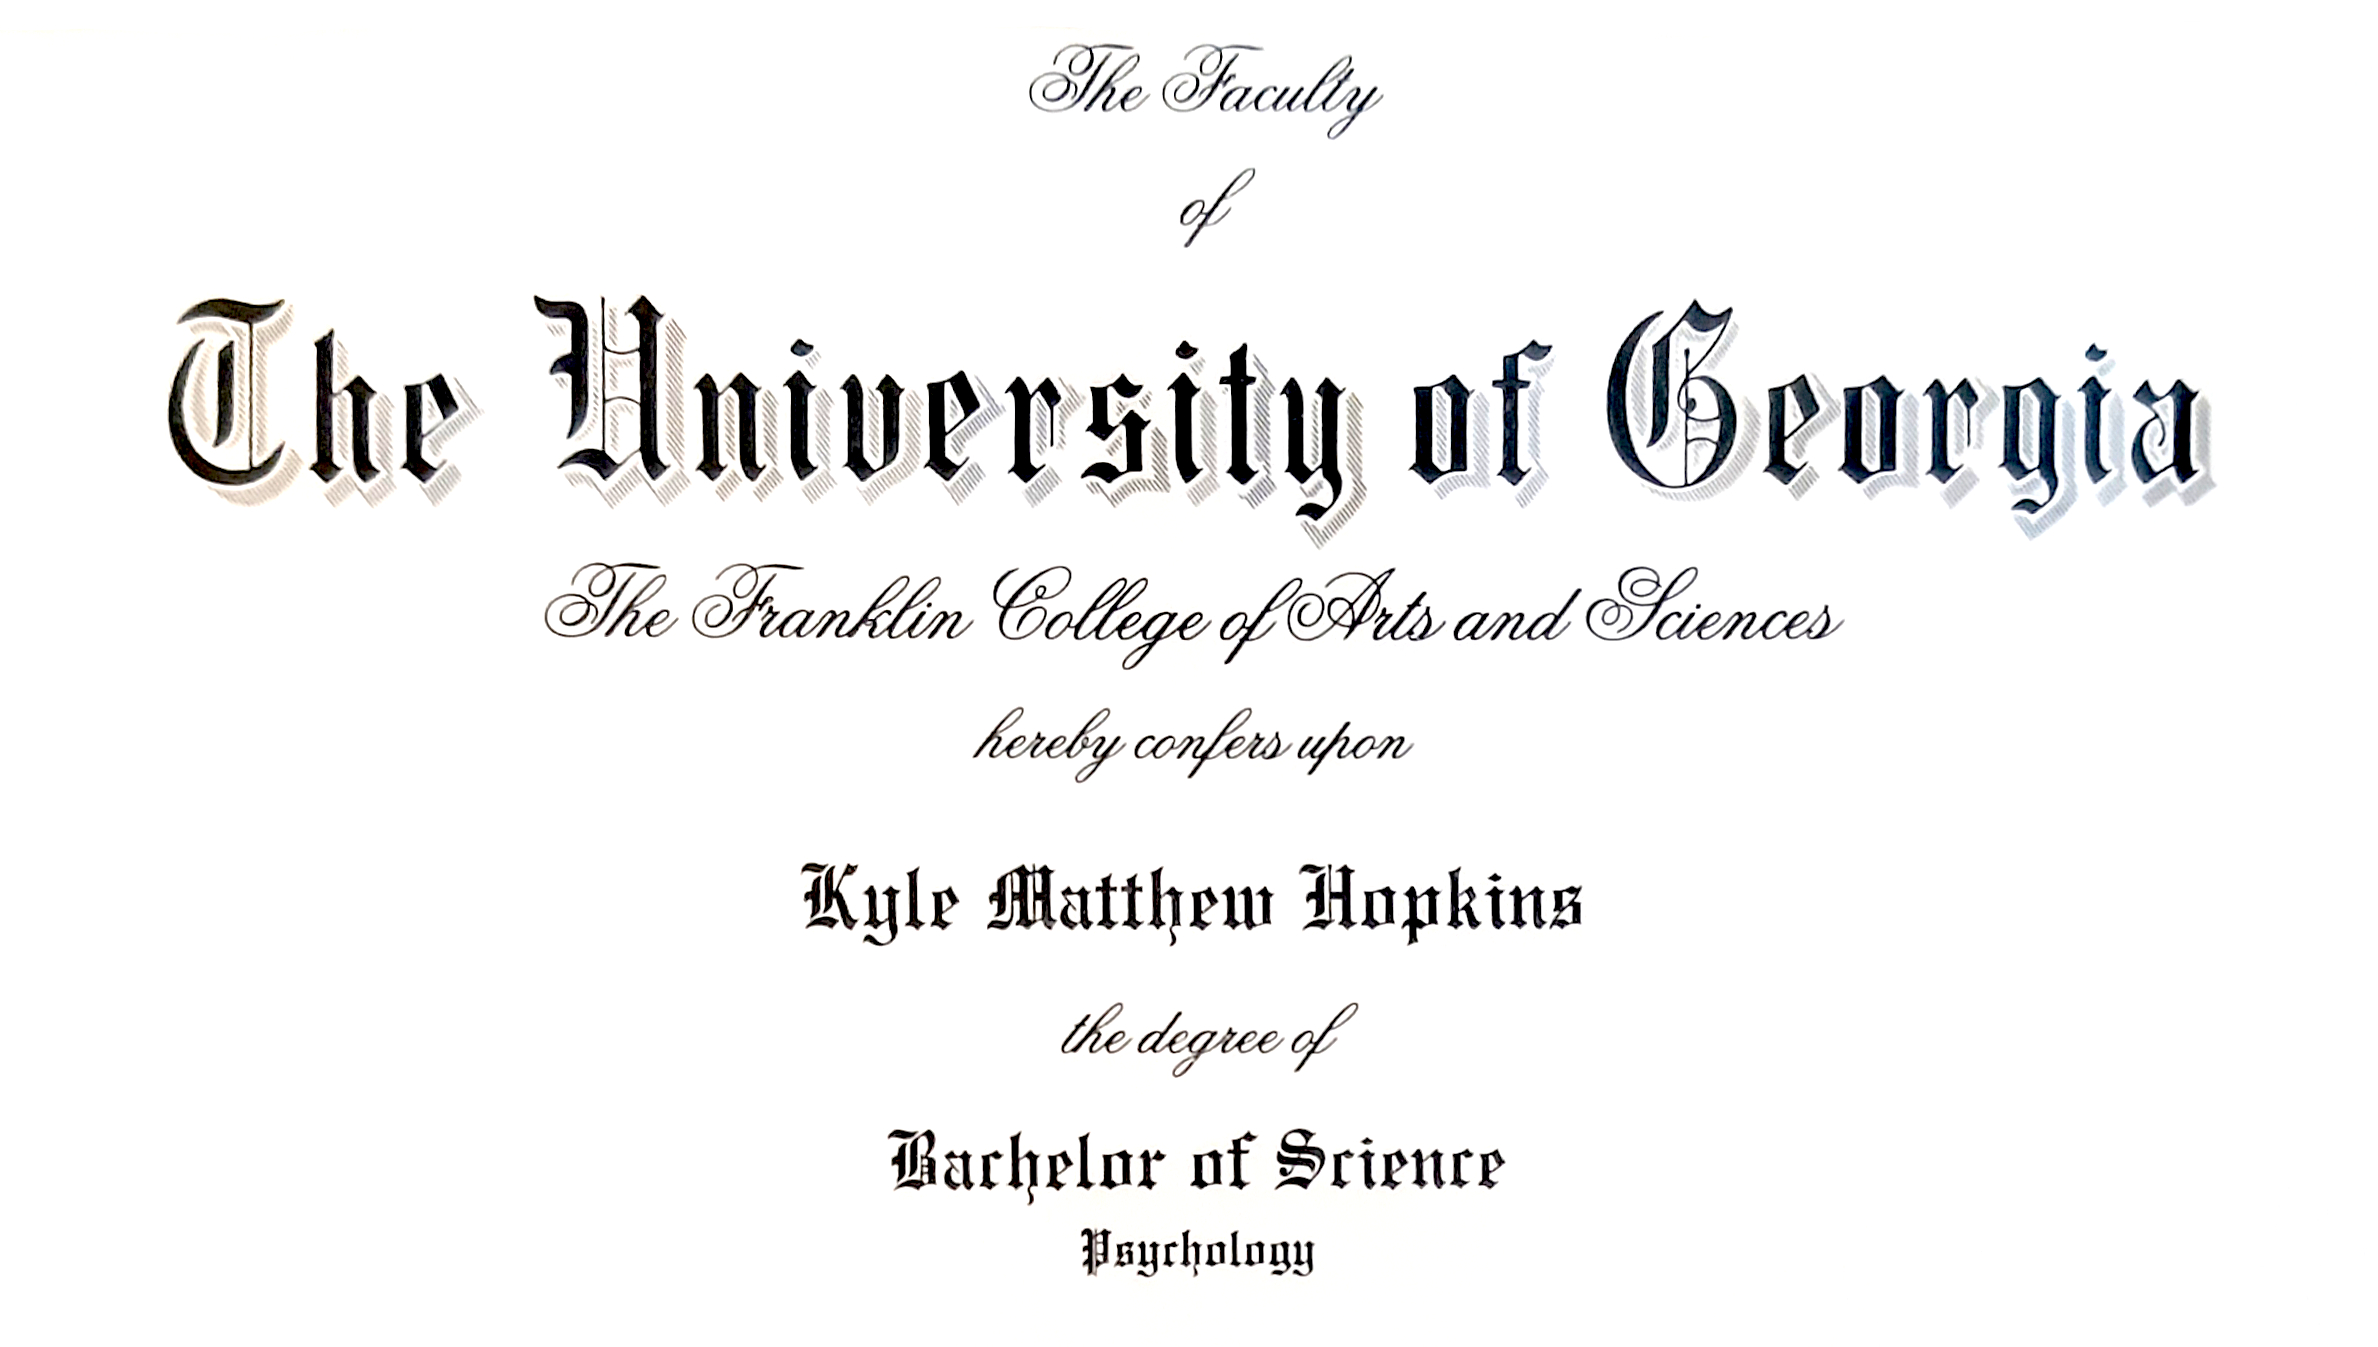 The Faculty
of
The University of Georgia
The Franklin College of Arts and Sciences
hereby confers upon
Kyle Matthew Hopkins
the degree of
Bachelor of Science
Psychology